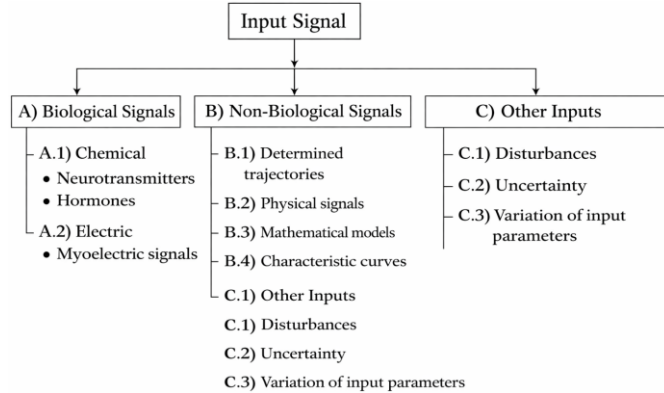 Input Signal
A) Biological Signals
A.1) Chemical
• Neurotransmitters
• Hormones
A.2) Electric
• Myoelectric signals
B) Non-Biological Signals
B.1) Determined
trajectories
B.2) Physical signals
B.3) Mathematical models
B.4) Characteristic curves
C.1) Other Inputs
C.1) Disturbances
C.2) Uncertainty
C.3) Variation of input parameters
C) Other Inputs
C.1) Disturbances
C.2) Uncertainty
C.3) Variation of input
parameters